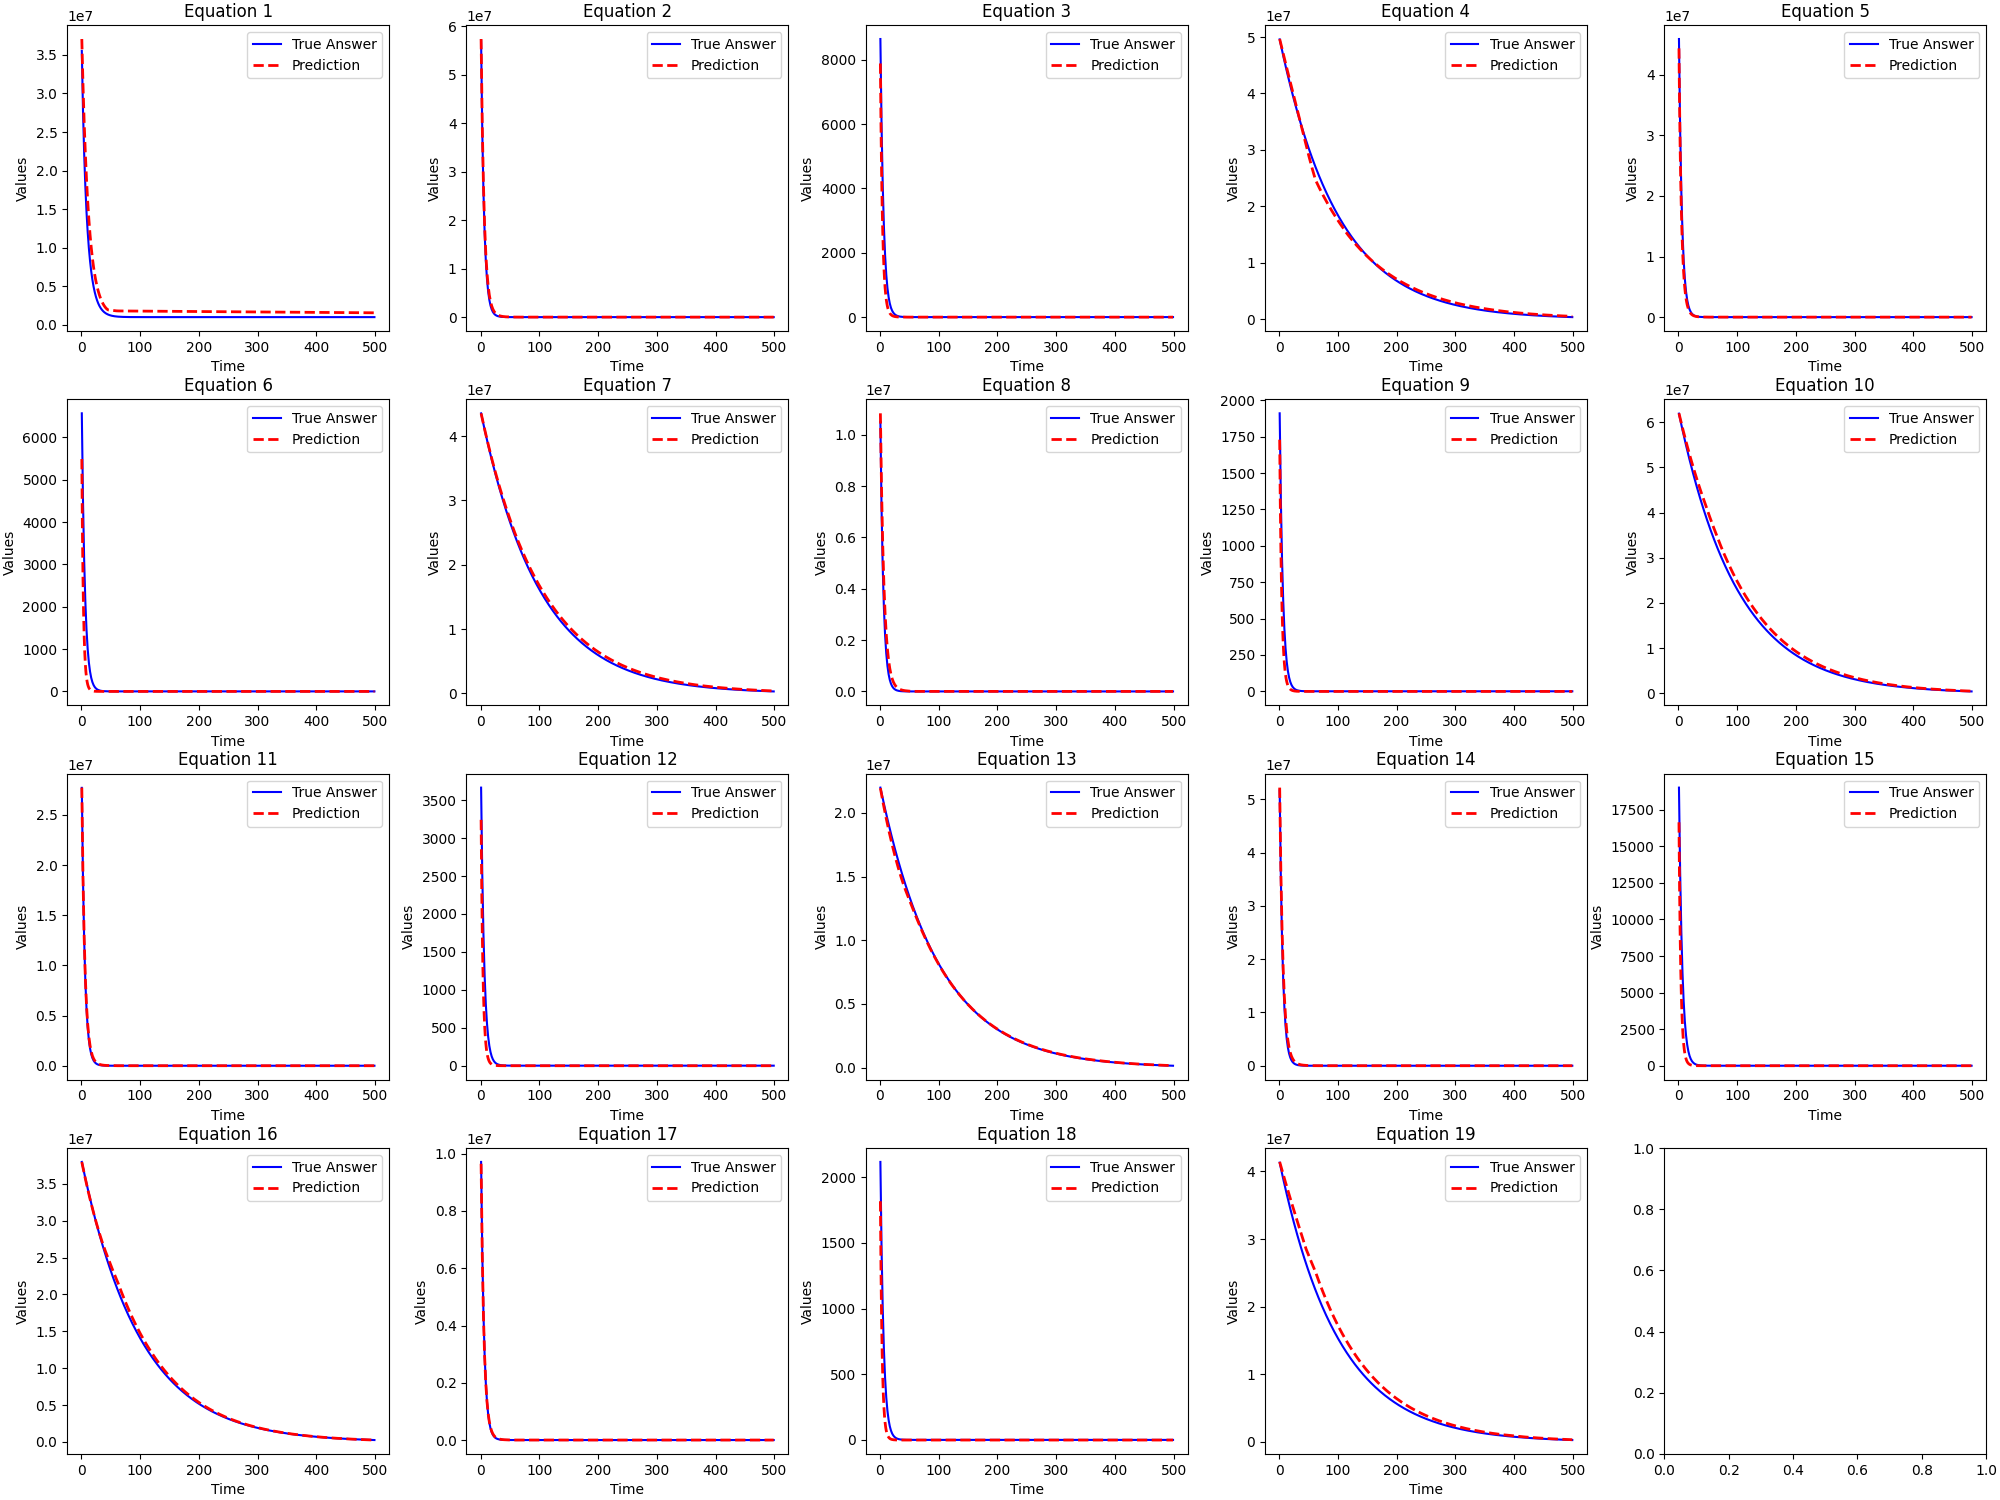 Equation 1
1e7
True Answer
Prediction
3.5
3.0
2.5
2.0
1.5
1.0
0.5
0.0
Values
0 100 200 300 400 500
Time
Equation 2
1e7
True Answer
Prediction
6
5
4
3
2
1
0
Values
0 100 200 300 400 500
Time
Equation 3
True Answer
Prediction
8000
6000
4000
2000
0
Values
0 100 200 300 400 500
Time
Equation 4
1e7
True Answer
Prediction
5
4
3
2
1
0
Values
0 100 200 300 400 500
Time
Equation 5
1e7
True Answer
Prediction
4
3
2
1
0
Values
0 100 200 300 400 500
Time
Equation 6
True Answer
Prediction
6000
5000
4000
3000
2000
1000
0
Values
0 100 200 300 400 500
Time
Equation 7
1e7
True Answer
Prediction
4
3
2
1
0
Values
0 100 200 300 400 500
Time
Equation 8
1e7
True Answer
Prediction
1.0
0.8
0.6
0.4
0.2
0.0
Values
0 100 200 300 400 500
Time
Equation 9
True Answer
Prediction
2000
1750
1500
1250
1000
750
500
250
0
Values
0 100 200 300 400 500
Time
Equation 10
1e7
True Answer
Prediction
6
5
4
3
2
1
0
Values
0 100 200 300 400 500
Time
Equation 11
1e7
True Answer
Prediction
2.5
2.0
1.5
1.0
0.5
0.0
Values
0 100 200 300 400 500
Time
Equation 12
True Answer
Prediction
3500
3000
2500
2000
1500
1000
500
0
Values
0 100 200 300 400 500
Time
Equation 13
1e7
True Answer
Prediction
2.0
1.5
1.0
0.5
0.0
Values
0 100 200 300 400 500
Time
Equation 14
1e7
True Answer
Prediction
5
4
3
2
1
0
Values
0 100 200 300 400 500
Time
Equation 15
True Answer
Prediction
17500
15000
12500
10000
7500
5000
2500
0
Values
0 100 200 300 400 500
Time
Equation 16
1e7
True Answer
Prediction
3.5
3.0
2.5
2.0
1.5
1.0
0.5
0.0
Values
0 100 200 300 400 500
Time
Equation 17
1e7
True Answer
Prediction
1.0
0.8
0.6
0.4
0.2
0.0
Values
0 100 200 300 400 500
Time
Equation 18
True Answer
Prediction
2000
1500
1000
500
0
Values
0 100 200 300 400 500
Time
Equation 19
1e7
True Answer
Prediction
4
3
2
1
0
Values
0 100 200 300 400 500
Time
1.0
0.8
0.6
0.4
0.2
0.0
0.0 0.2 0.4 0.6 0.8 1.0